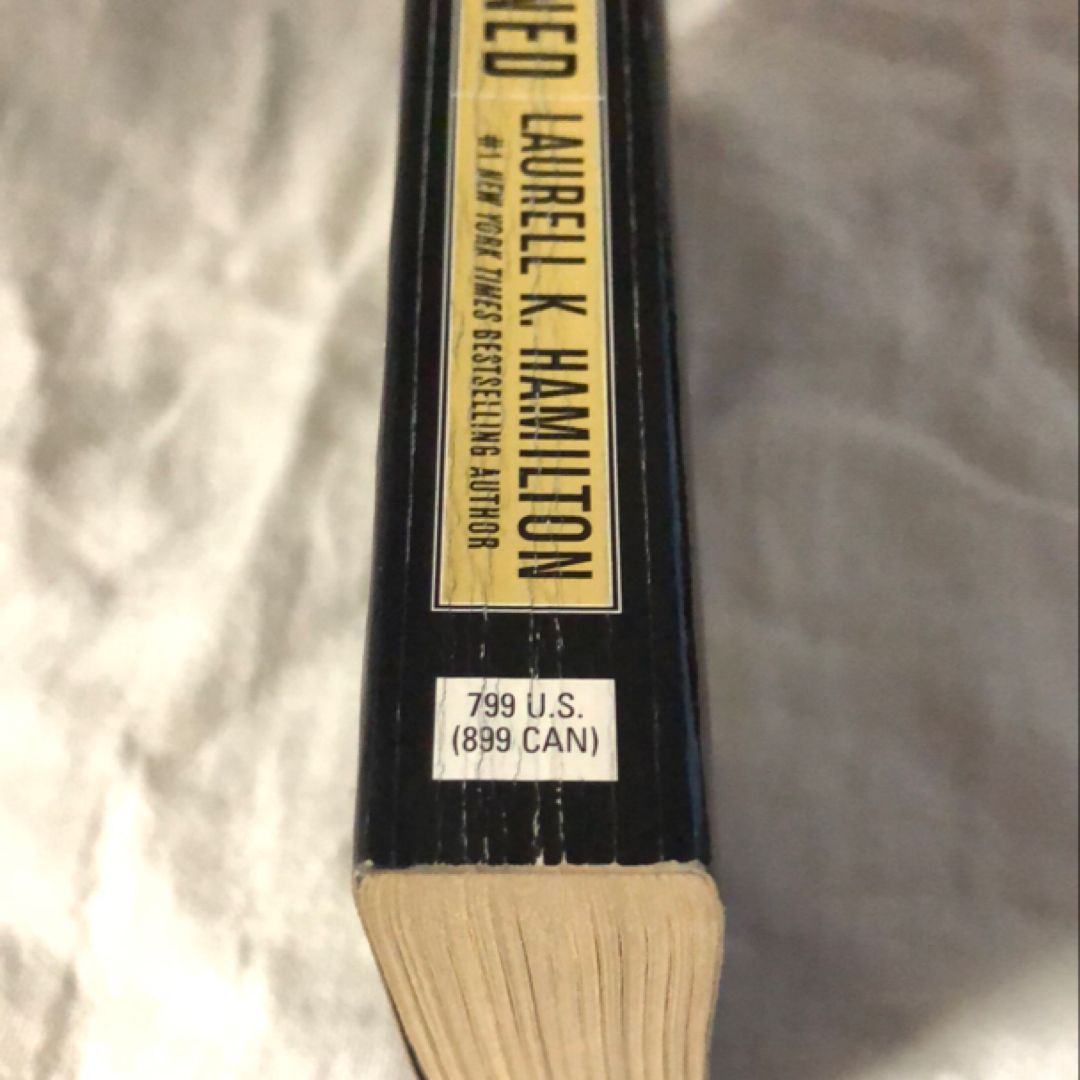 NED LAURELL K. HAMILTON
#1 NEW YORK TIMES BESTSELLING AUTHOR
799 U.S.
(899 CAN)